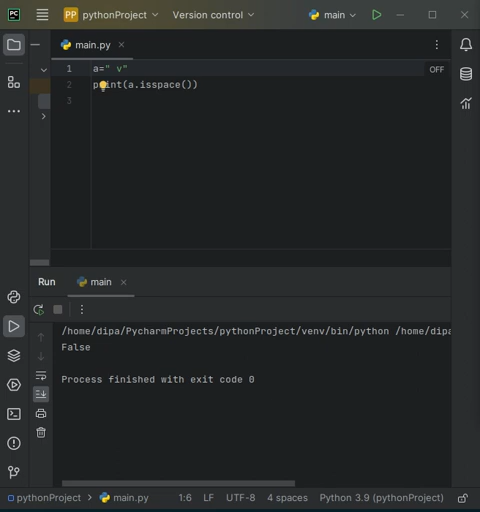 PC PP pythonProject Version control main
main.py
1 a=" v" OFF
2 print(a.isspace())
3
Run main
/home/dipa/PycharmProjects/pythonProject/venv/bin/python /home/dipa
False
Process finished with exit code 0
pythonProject > main.py 1:6 LF UTF-8 4 spaces Python 3.9 (pythonProject)